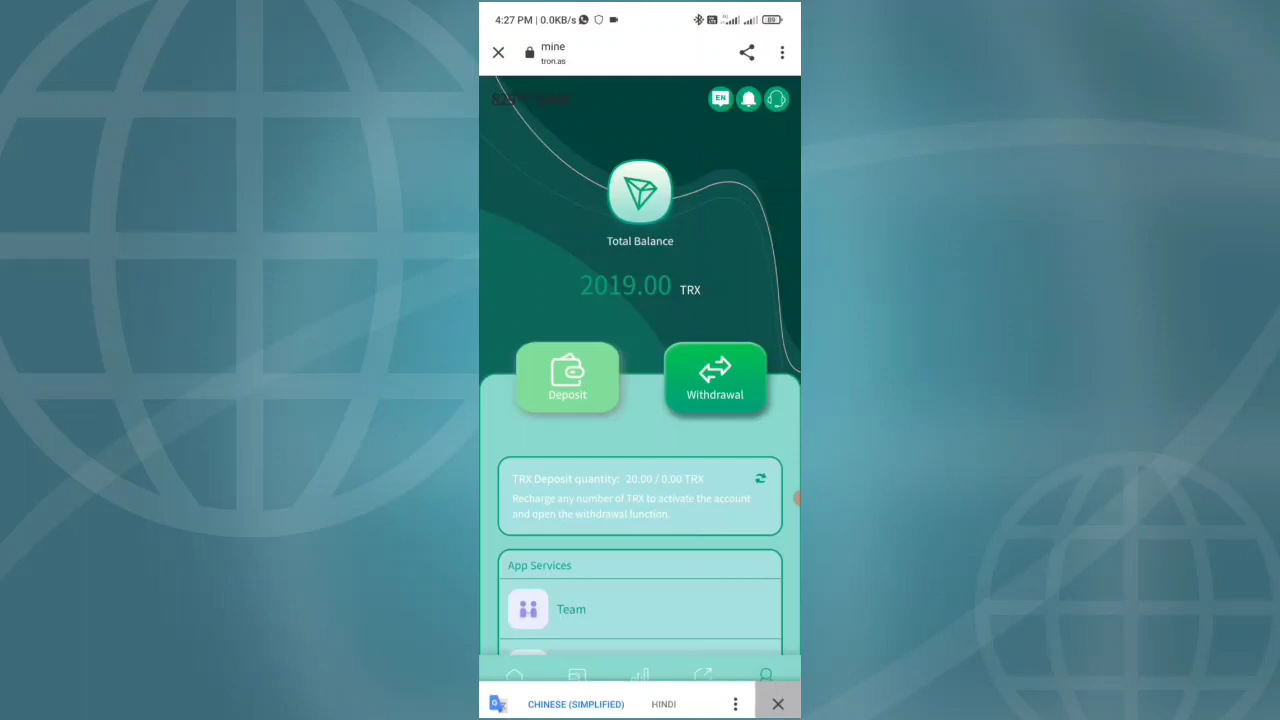 4:27 PM | 0.0KB/s
89
mine
tron.as
EN
Total Balance
2019.00 TRX
Deposit
Withdrawal
TRX Deposit quantity: 20.00 / 0.00 TRX
Recharge any number of TRX to activate the account
and open the withdrawal function.
App Services
Team
CHINESE (SIMPLIFIED) HINDI